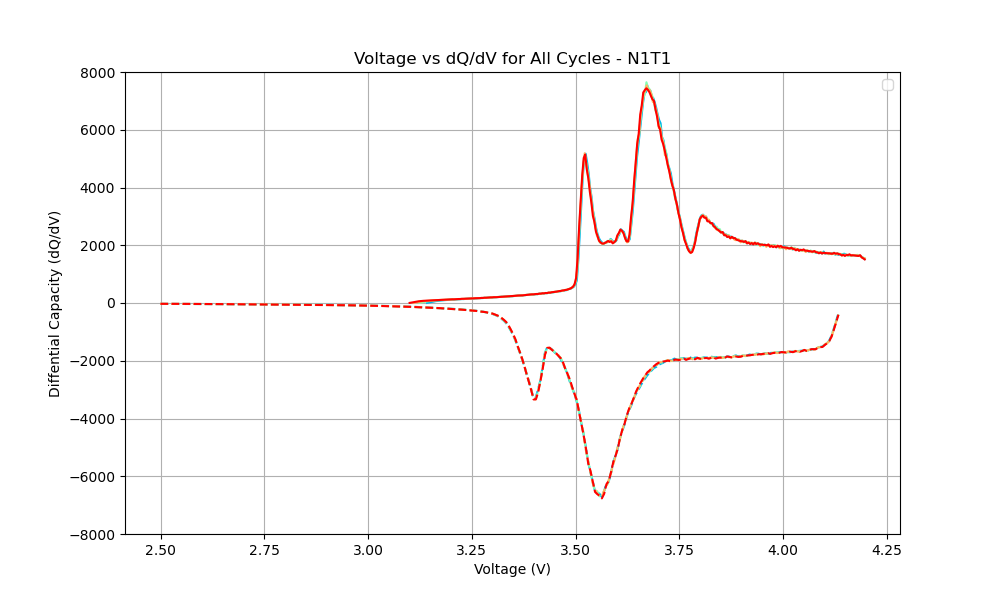 Voltage vs dQ/dV for All Cycles - N1T1
8000
6000
4000
2000
0
−2000
−4000
−6000
−8000
Diffential Capacity (dQ/dV)
2.50 2.75 3.00 3.25 3.50 3.75 4.00 4.25
Voltage (V)